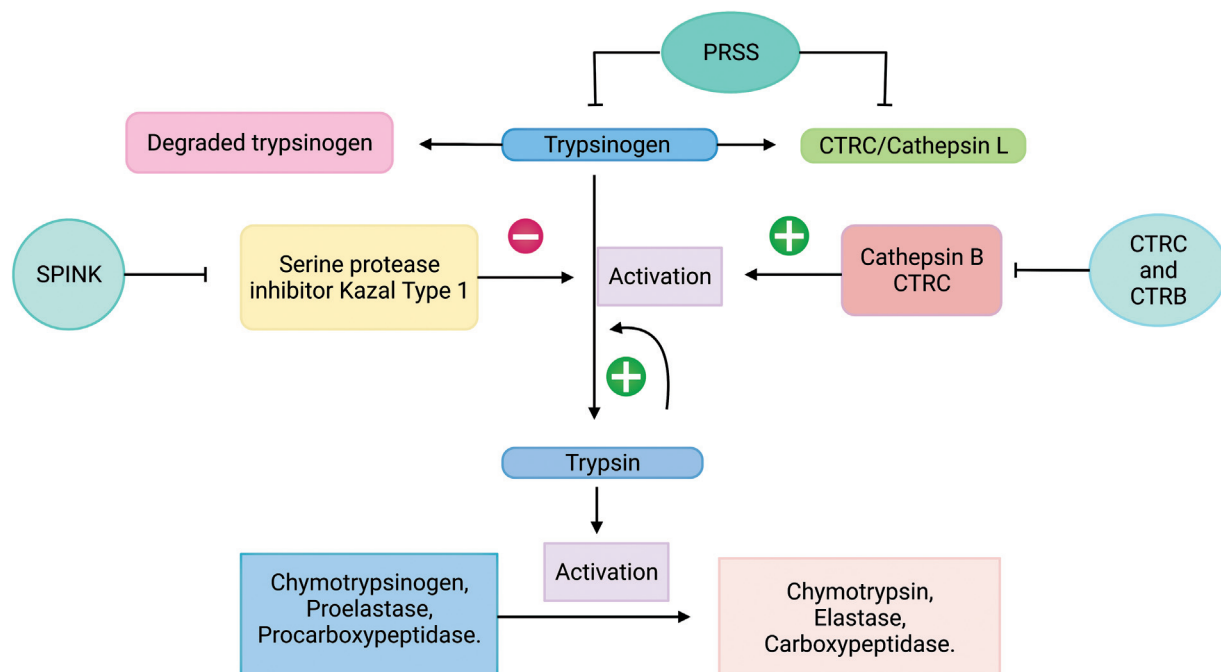 PRSS
Degraded trypsinogen
Trypsinogen
CTRC/Cathepsin L
SPINK
Serine protease
inhibitor Kazal Type 1
Activation
Cathepsin B
CTRC
CTRC
and
CTRB
Trypsin
Activation
Chymotrypsinogen,
Proelastase,
Procarboxypeptidase.
Chymotrypsin,
Elastase,
Carboxypeptidase.